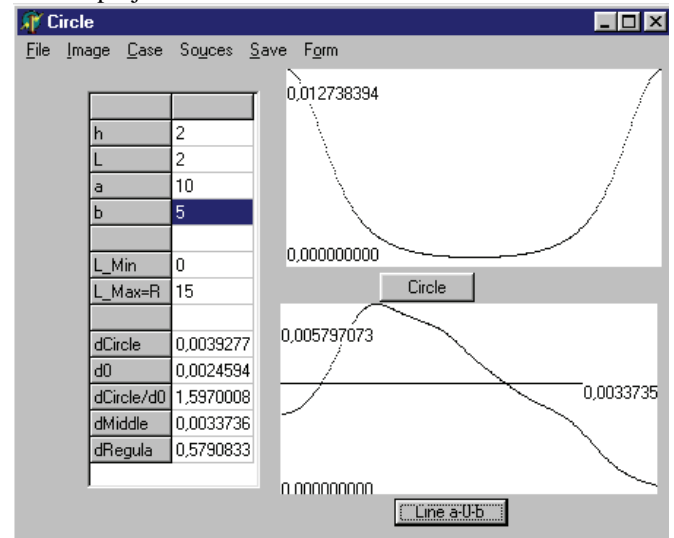 Circle
File Image Case Souces Save Form
0,012738394
h 2
L 2
a 10
b 5
0,000000000
L_Min 0
L_Max=R 15
Circle
0,005797073
dCircle 0,0039277
d0 0,0024594
dCircle/d0 1,5970008
0,0033735
dMiddle 0,0033736
dRegula 0,5790833
0,000000000
Line a-0-b